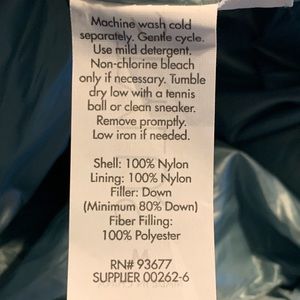 Machine wash cold
separately. Gentle cycle.
Use mild detergent.
Non-chlorine bleach
only if necessary. Tumble
dry low with a tennis
ball or clean sneaker.
Remove promptly.
Low iron if needed.
Shell: 100% Nylon
Lining: 100% Nylon
Filler: Down
(Minimum 80% Down)
Fiber Filling:
100% Polyester
RN# 93677
SUPPLIER 00262-6